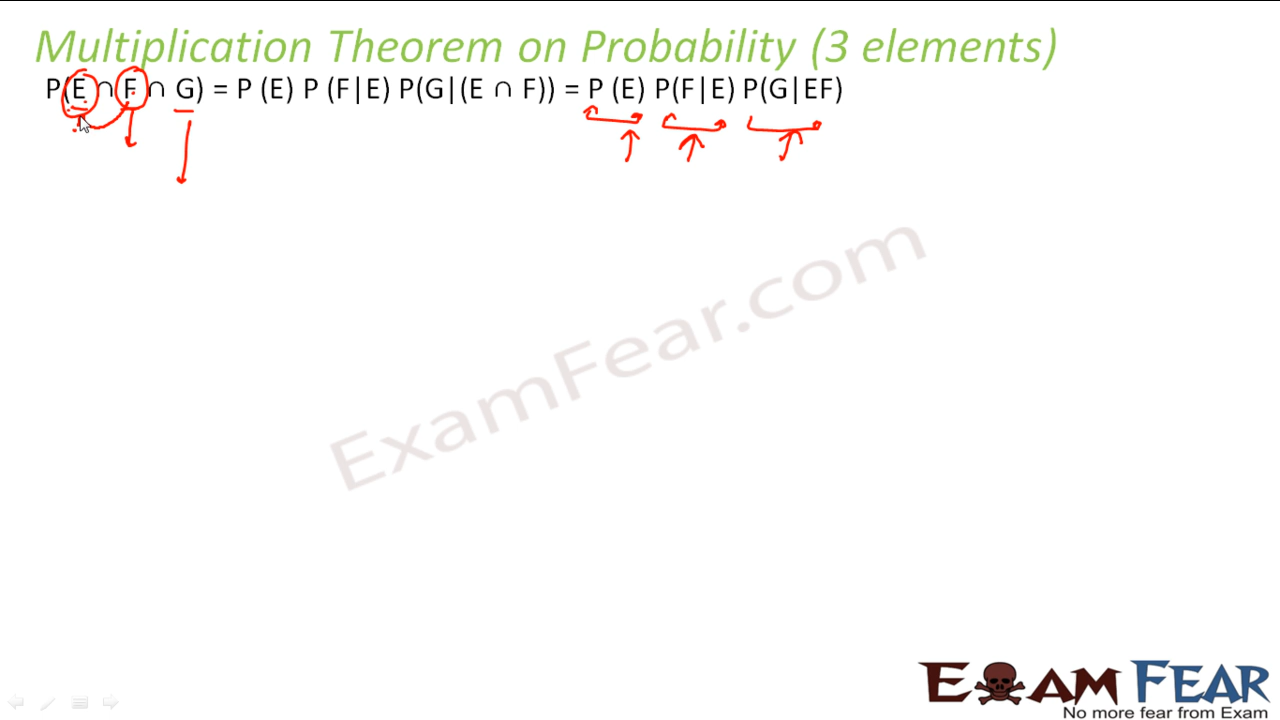 Multiplication Theorem on Probability (3 elements)
P(E ∩ F ∩ G) = P (E) P (F|E) P(G|(E ∩ F)) = P (E) P(F|E) P(G|EF)
ExamFear.com
EXAM FEAR
No more fear from Exam